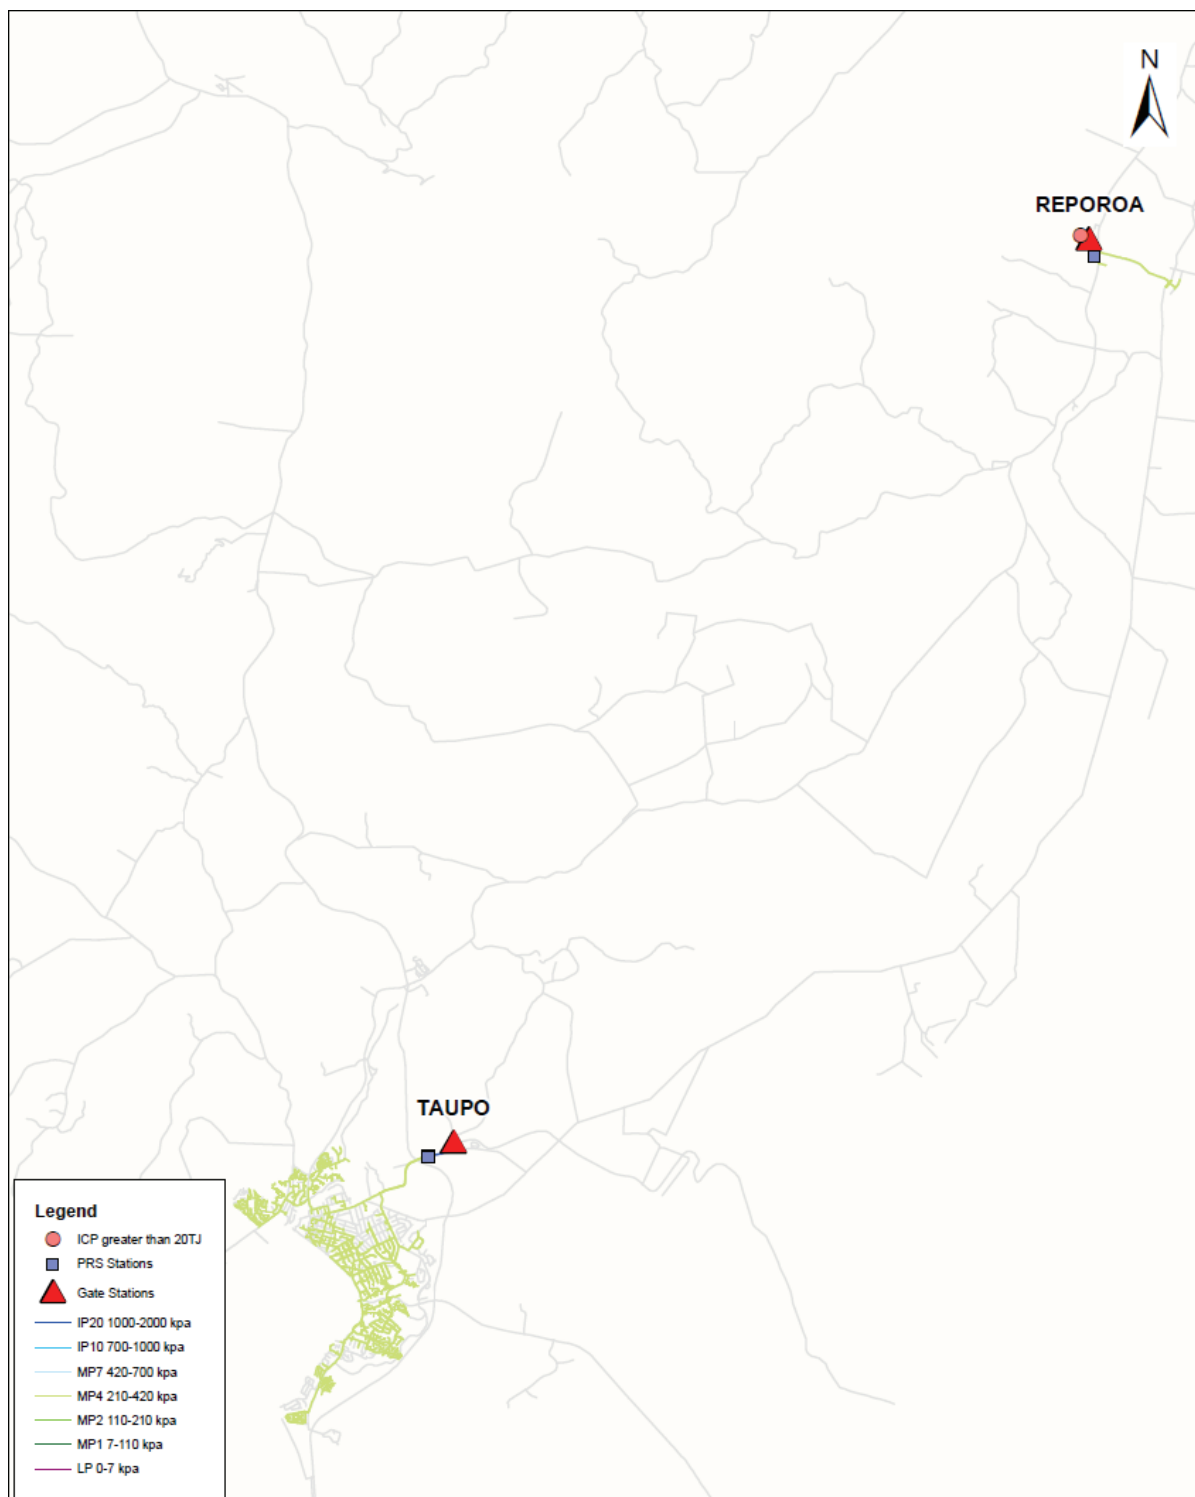 N
REPOROA
TAUPO
Legend
ICP greater than 20TJ
PRS Stations
Gate Stations
IP20 1000-2000 kpa
IP10 700-1000 kpa
MP7 420-700 kpa
MP4 210-420 kpa
MP2 110-210 kpa
MP1 7-110 kpa
LP 0-7 kpa